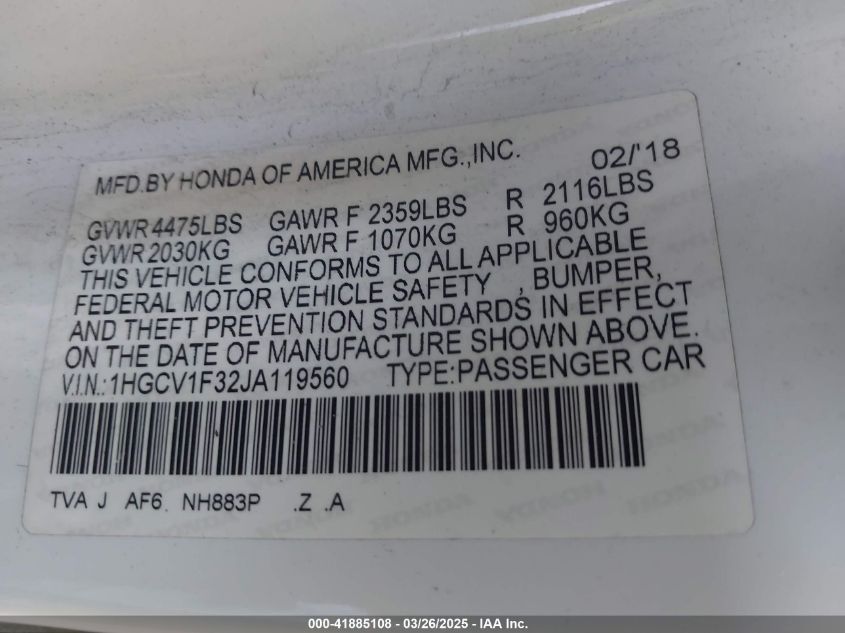 MFD.BY HONDA OF AMERICA MFG.,INC. 02/'18
GVWR 4475LBS GAWR F 2359LBS R 2116LBS
GVWR 2030KG GAWR F 1070KG R 960KG
THIS VEHICLE CONFORMS TO ALL APPLICABLE
FEDERAL MOTOR VEHICLE SAFETY , BUMPER,
AND THEFT PREVENTION STANDARDS IN EFFECT
ON THE DATE OF MANUFACTURE SHOWN ABOVE.
V.I.N.: 1HGCV1F32JA119560 TYPE:PASSENGER CAR
TVA J AF6 NH883P .Z .A
HONDA HONDA HONDA
000-41885108 - 03/26/2025 - IAA Inc.